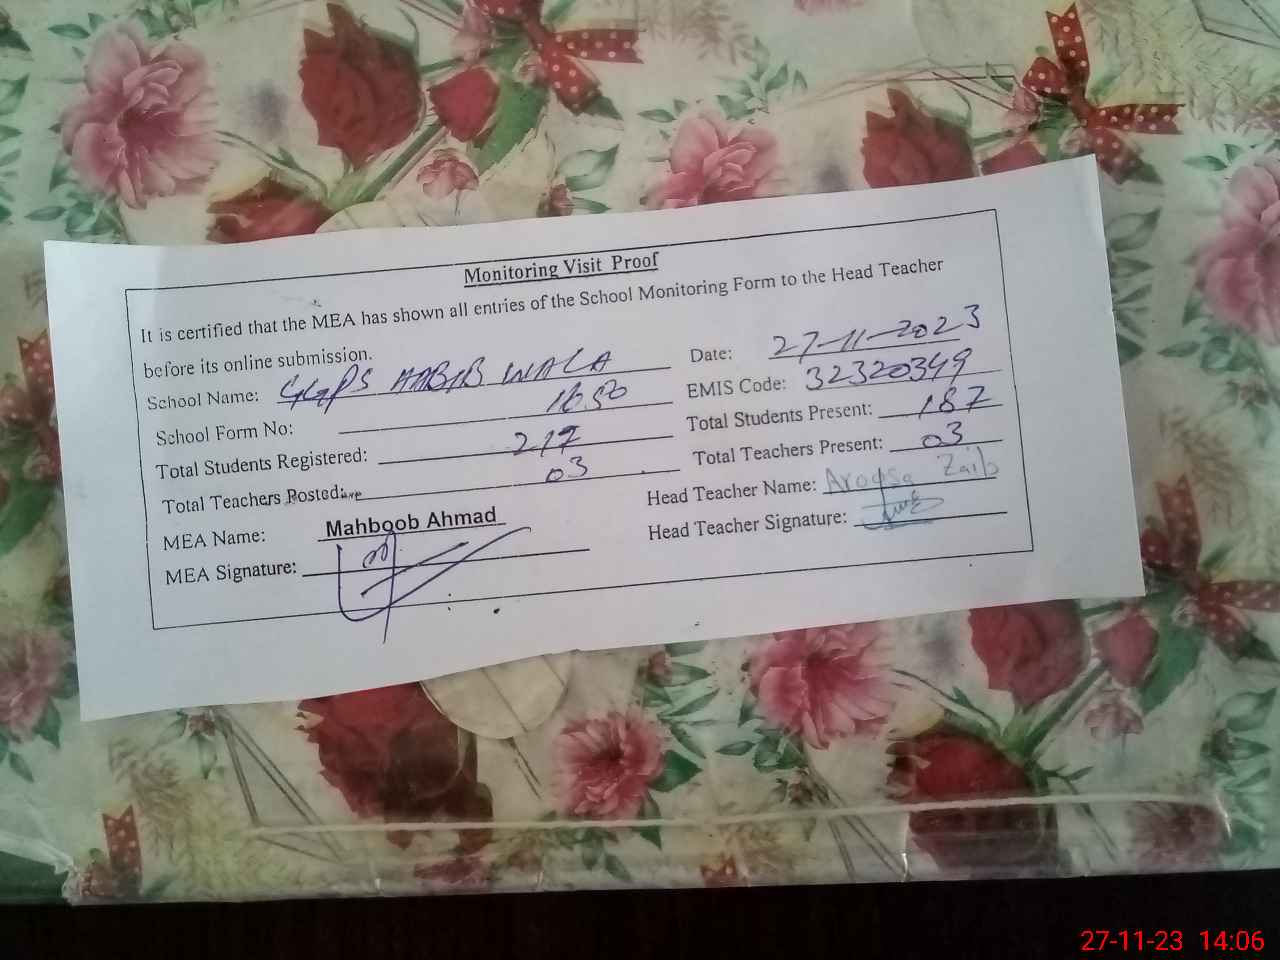 Monitoring Visit Proof
It is certified that the MEA has shown all entries of the School Monitoring Form to the Head Teacher
before its online submission.
School Name: GGPS HABIB WALA Date: 27-11-2023
School Form No: 1650 EMIS Code: 32320349
Total Students Registered: 217 Total Students Present: 187
Total Teachers Posted: 03 Total Teachers Present: 03
MEA Name: Mahboob Ahmad Head Teacher Name: Aroosa Zaib
MEA Signature: Head Teacher Signature:
27-11-23 14:06